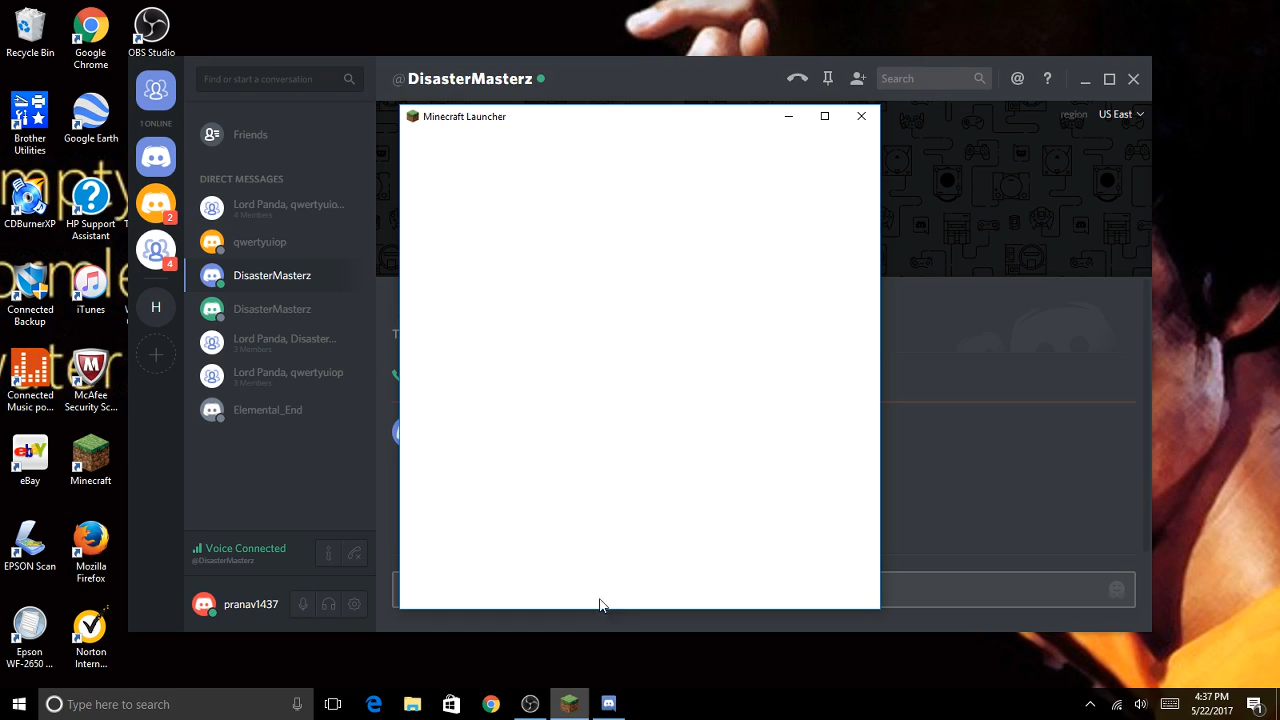 Recycle Bin
Google
Chrome
OBS Studio
Brother
Utilities
Google Earth
CDBurnerXP
HP Support
Assistant
Connected
Backup
iTunes
Connected
Music po...
McAfee
Security Sc...
eBay
Minecraft
EPSON Scan
Mozilla
Firefox
Epson
WF-2650 ...
Norton
Intern...
1 ONLINE
2
4
H
Find or start a conversation
Friends
DIRECT MESSAGES
Lord Panda, qwertyuio...
4 Members
qwertyuiop
DisasterMasterz
DisasterMasterz
Lord Panda, Disaster...
3 Members
Lord Panda, qwertyuiop
3 Members
Elemental_End
Voice Connected
@DisasterMasterz
pranav1437
@DisasterMasterz
Search
@
?
region US East
Minecraft Launcher
Type here to search
4:37 PM
5/22/2017
1